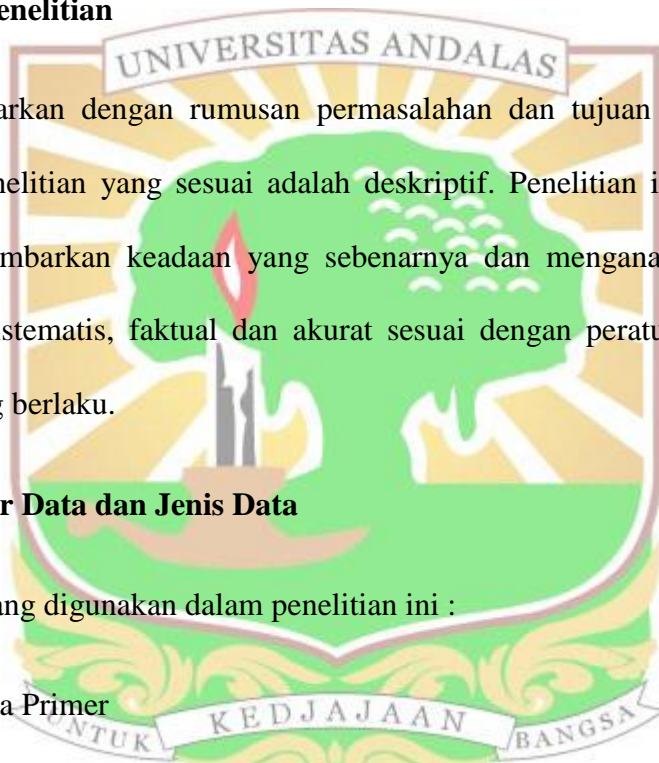 enelitian
UNIVERSITAS ANDALAS
arkan dengan rumusan permasalahan dan tujuan
nelitian yang sesuai adalah deskriptif. Penelitian i
mbarkan keadaan yang sebenarnya dan mengana
istematis, faktual dan akurat sesuai dengan peratu
g berlaku.
r Data dan Jenis Data
ang digunakan dalam penelitian ini :
a Primer
UNTUK KEDJAJAAN BANGSA